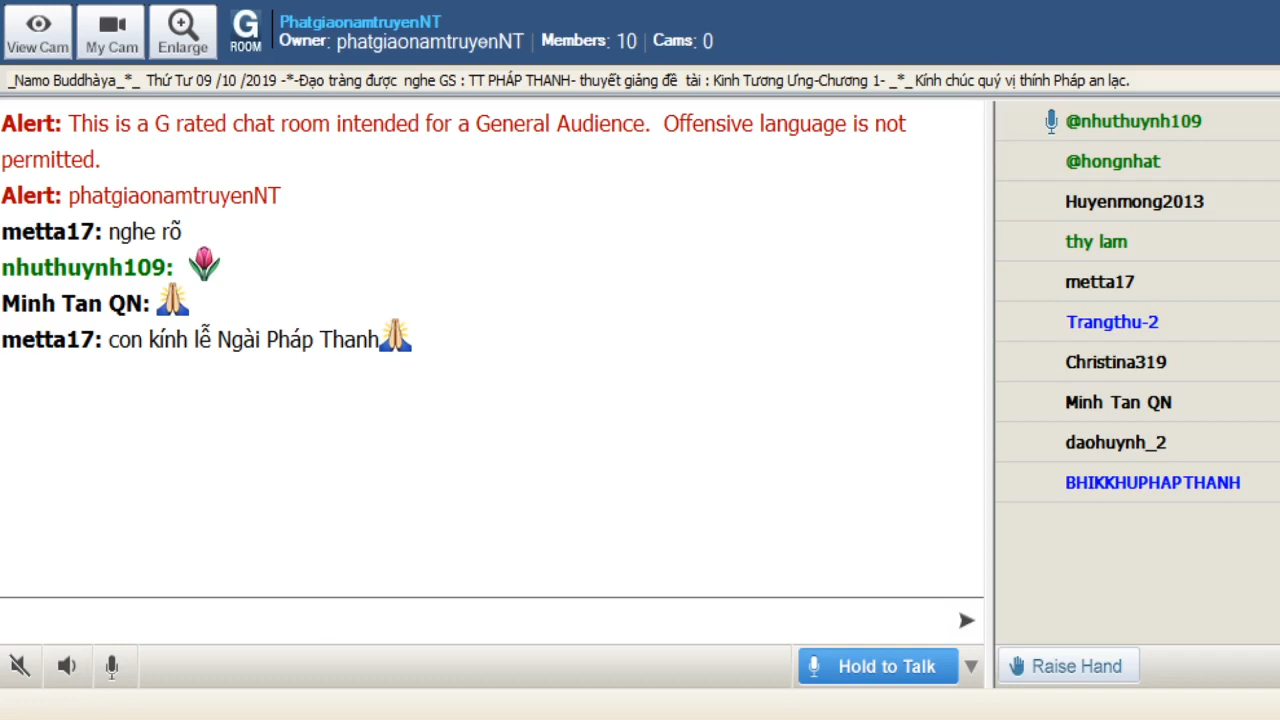 View Cam
My Cam
Enlarge
G
ROOM
PhatgiaonamtruyenNT
Owner: phatgiaonamtruyenNT
Members: 10
Cams: 0
_Namo Buddhàya_*_ Thứ Tư 09 /10 /2019 -*-Đạo tràng được nghe GS : TT PHÁP THANH- thuyết giảng đề tài : Kinh Tương Ưng-Chương 1- _*_ Kính chúc quý vị thính Pháp an lạc.
Alert: This is a G rated chat room intended for a General Audience. Offensive language is not
permitted.
Alert: phatgiaonamtruyenNT
metta17: nghe rõ
nhuthuynh109:
Minh Tan QN:
metta17: con kính lễ Ngài Pháp Thanh
@nhuthuynh109
@hongnhat
Huyenmong2013
thy lam
metta17
Trangthu-2
Christina319
Minh Tan QN
daohuynh_2
BHIKKHUPHAPTHANH
Hold to Talk
Raise Hand